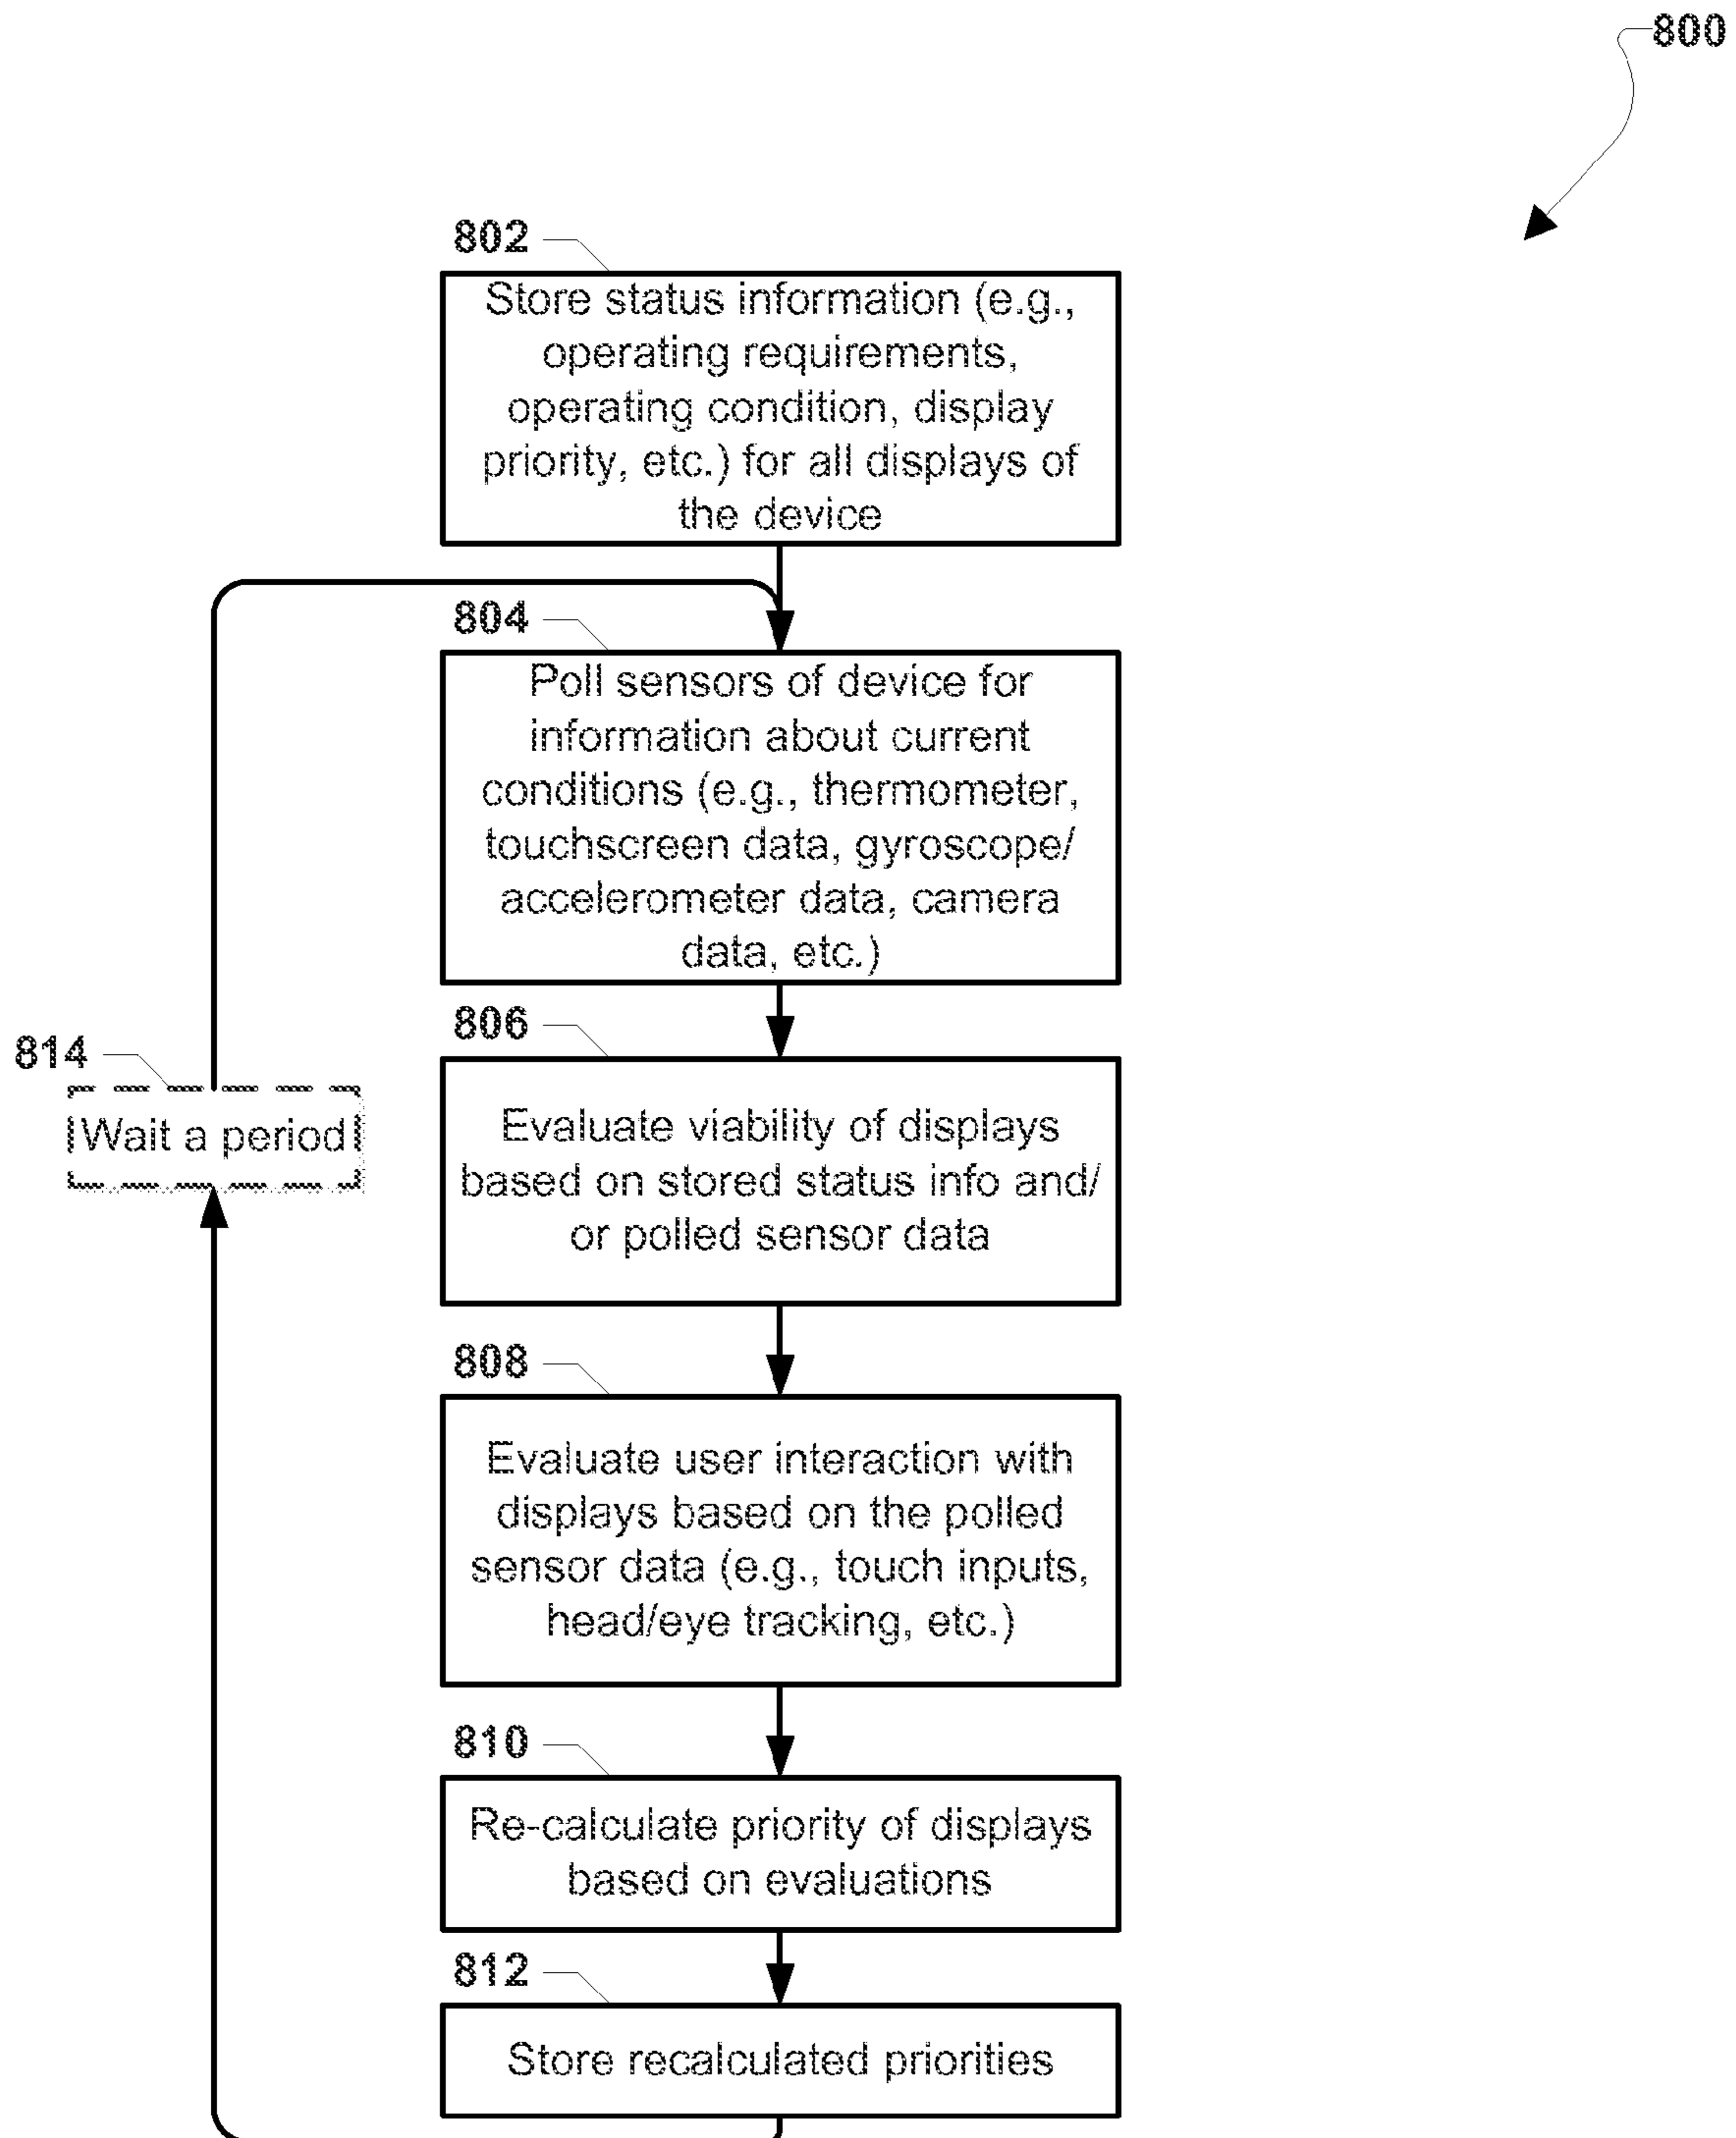 800
802
Store status information (e.g.,
operating requirements,
operating condition, display
priority, etc.) for all displays of
the device
804
Poll sensors of device for
information about current
conditions (e.g., thermometer,
touchscreen data, gyroscope/
accelerometer data, camera
data, etc.)
806
Evaluate viability of displays
based on stored status info and/
or polled sensor data
814
Wait a period
808
Evaluate user interaction with
displays based on the polled
sensor data (e.g., touch inputs,
head/eye tracking, etc.)
810
Re-calculate priority of displays
based on evaluations
812
Store recalculated priorities